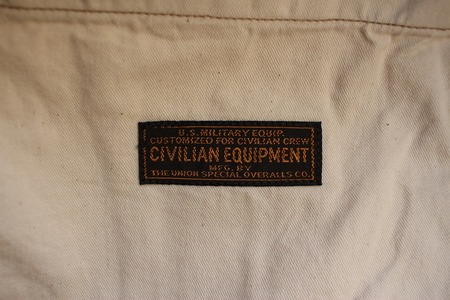 U.S. MILITARY EQUIP.
CUSTOMIZED FOR CIVILIAN CREW
CIVILIAN EQUIPMENT
MFG. BY
THE UNION SPECIAL OVERALLS CO.